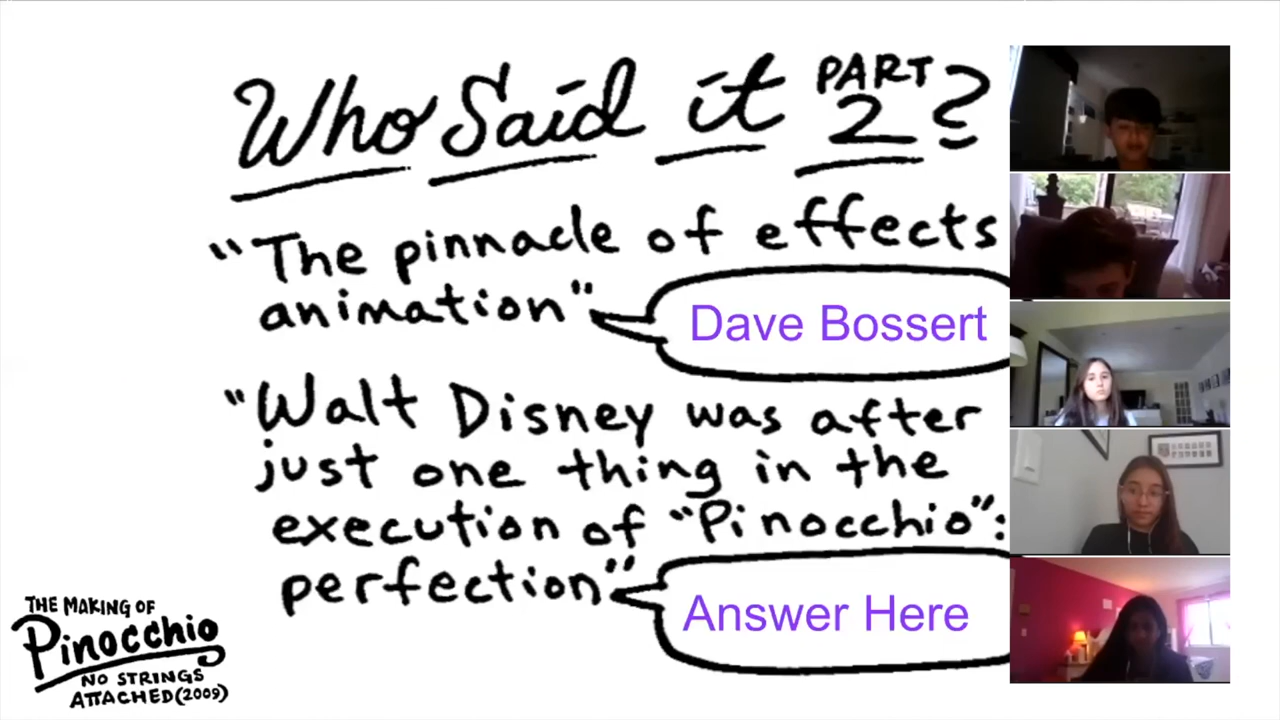 Who Said it PART 2?
"The pinnacle of effects
animation"
Dave Bossert
"Walt Disney was after
just one thing in the
execution of "Pinocchio":
perfection"
Answer Here
THE MAKING OF
Pinocchio
NO STRINGS
ATTACHED (2009)